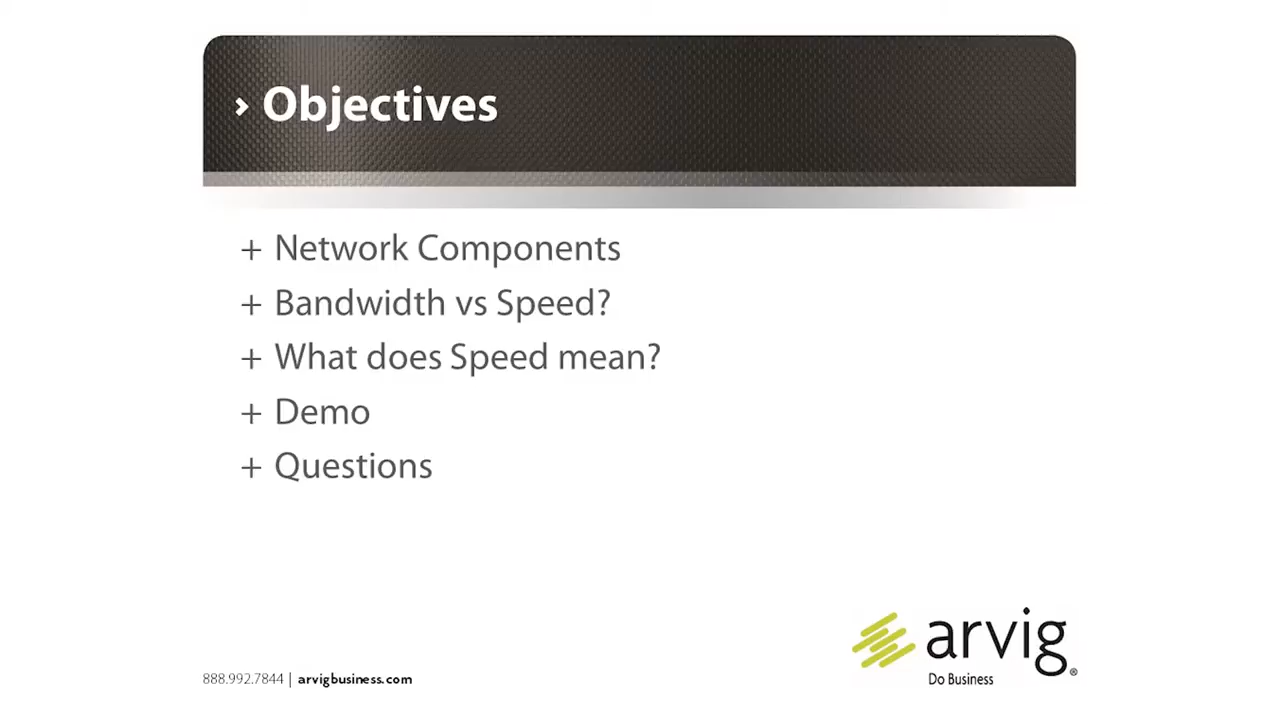 › Objectives
+ Network Components
+ Bandwidth vs Speed?
+ What does Speed mean?
+ Demo
+ Questions
arvig®
Do Business
888.992.7844 | arvigbusiness.com